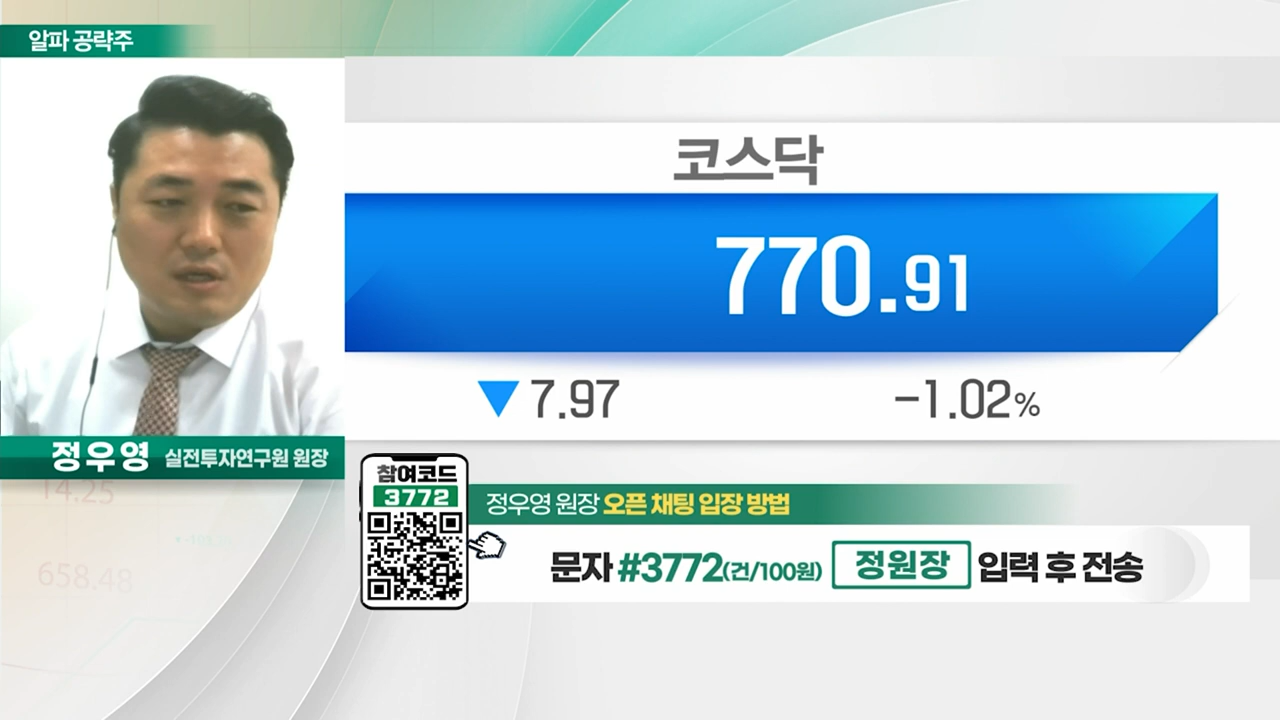 알파 공략주
코스닥
770.91
▼ 7.97
-1.02%
정우영 실전투자연구원 원장
14.25
658.48
참여코드
3772
정우영 원장 오픈 채팅 입장 방법
문자 #3772(건/100원) 정원장 입력 후 전송